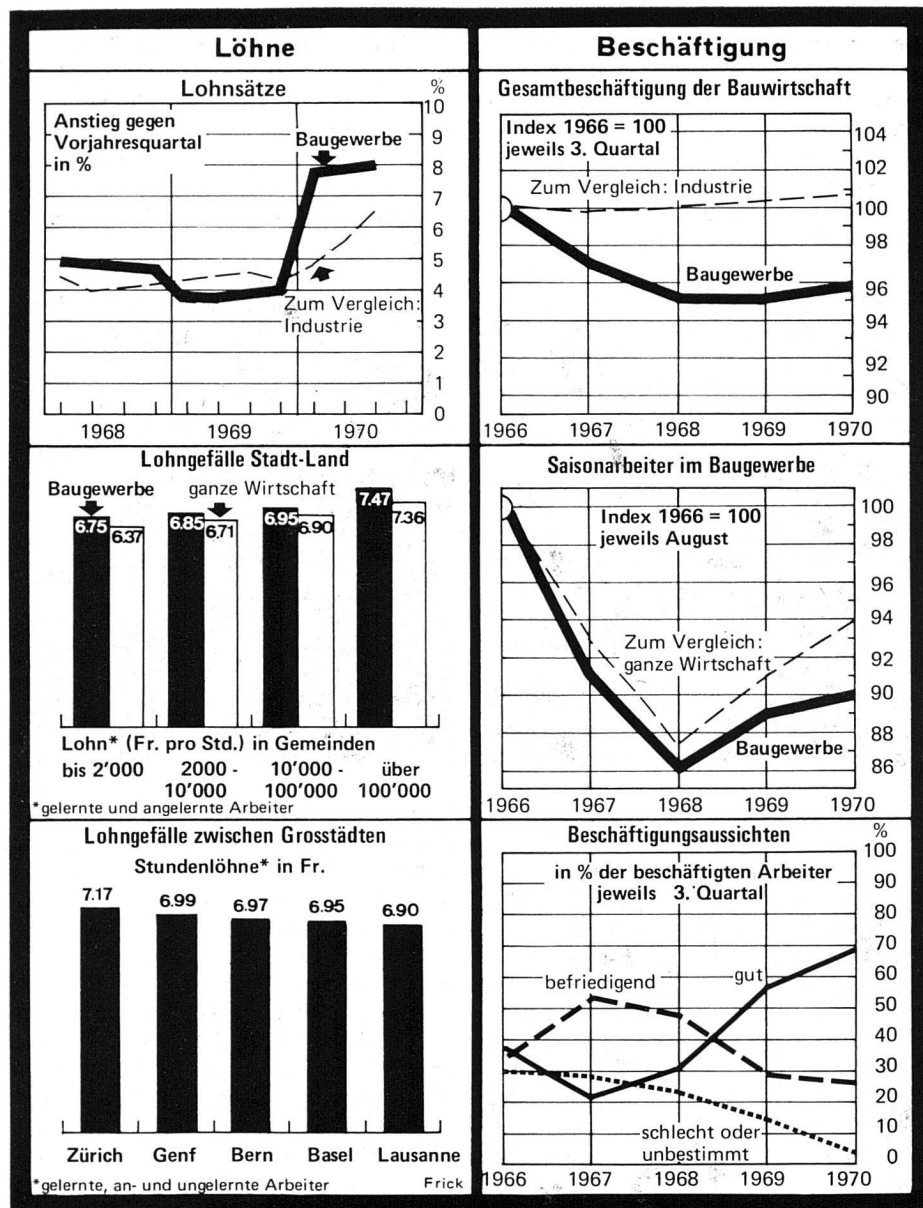 Löhne
Lohnsätze
%
Anstieg gegen
Vorjahresquartal
in %
Baugewerbe
Zum Vergleich:
Industrie
10
9
8
7
6
5
4
3
2
1
0
1968 1969 1970
Lohngefälle Stadt-Land
Baugewerbe ganze Wirtschaft
6.75 6.37 6.85 6.71 6.95 6.90 7.47 7.36
Lohn* (Fr. pro Std.) in Gemeinden
bis 2'000 2000 - 10'000 - über
10'000 100'000 100'000
*gelernte und angelernte Arbeiter
Lohngefälle zwischen Grosstädten
Stundenlöhne* in Fr.
7.17 6.99 6.97 6.95 6.90
Zürich Genf Bern Basel Lausanne
*gelernte, an- und ungelernte Arbeiter Frick
Beschäftigung
Gesamtbeschäftigung der Bauwirtschaft
Index 1966 = 100
jeweils 3. Quartal
Zum Vergleich: Industrie
Baugewerbe
104
102
100
98
96
94
92
90
1966 1967 1968 1969 1970
Saisonarbeiter im Baugewerbe
Index 1966 = 100
jeweils August
Zum Vergleich:
ganze Wirtschaft
Baugewerbe
100
98
96
94
92
90
88
86
1966 1967 1968 1969 1970
Beschäftigungsaussichten
%
in % der beschäftigten Arbeiter
jeweils 3. Quartal
befriedigend
gut
schlecht oder
unbestimmt
100
90
80
70
60
50
40
30
20
10
0
1966 1967 1968 1969 1970